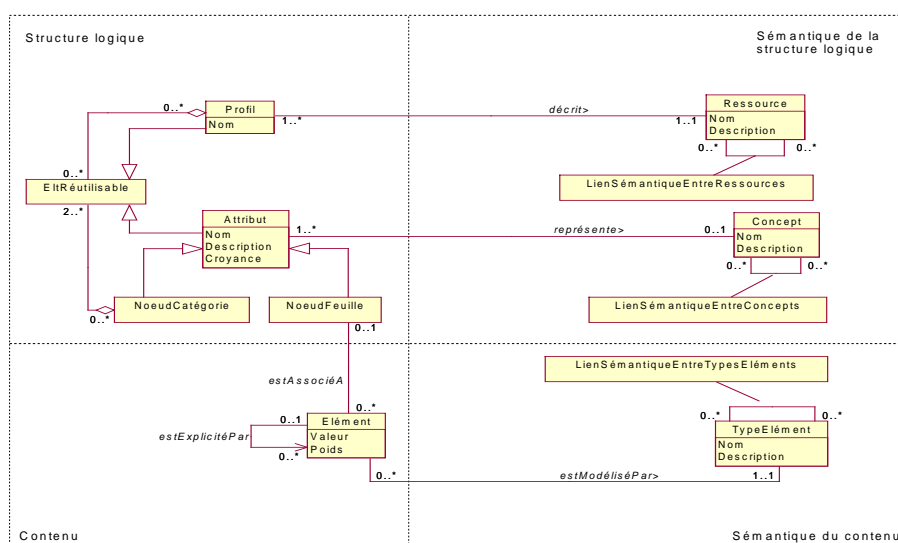 Structure logique
Sémantique de la
structure logique
0..*
Profil
Nom
1..*
décrit>
1..1
Ressource
Nom
Description
0..*
0..*
LienSémantiqueEntreRessources
0..*
EltRéutilisable
2..*
Attribut
Nom
Description
Croyance
1..*
représente>
0..1
Concept
Nom
Description
0..*
0..*
LienSémantiqueEntreConcepts
NoeudCatégorie
0..*
NoeudFeuille
0..1
estAssociéA
0..*
LienSémantiqueEntreTypesEléments
0..*
0..*
TypeElément
Nom
Description
1..1
0..1
estExplicitéPar
0..*
Elément
Valeur
Poids
0..*
estModéliséPar>
Contenu
Sémantique du contenu